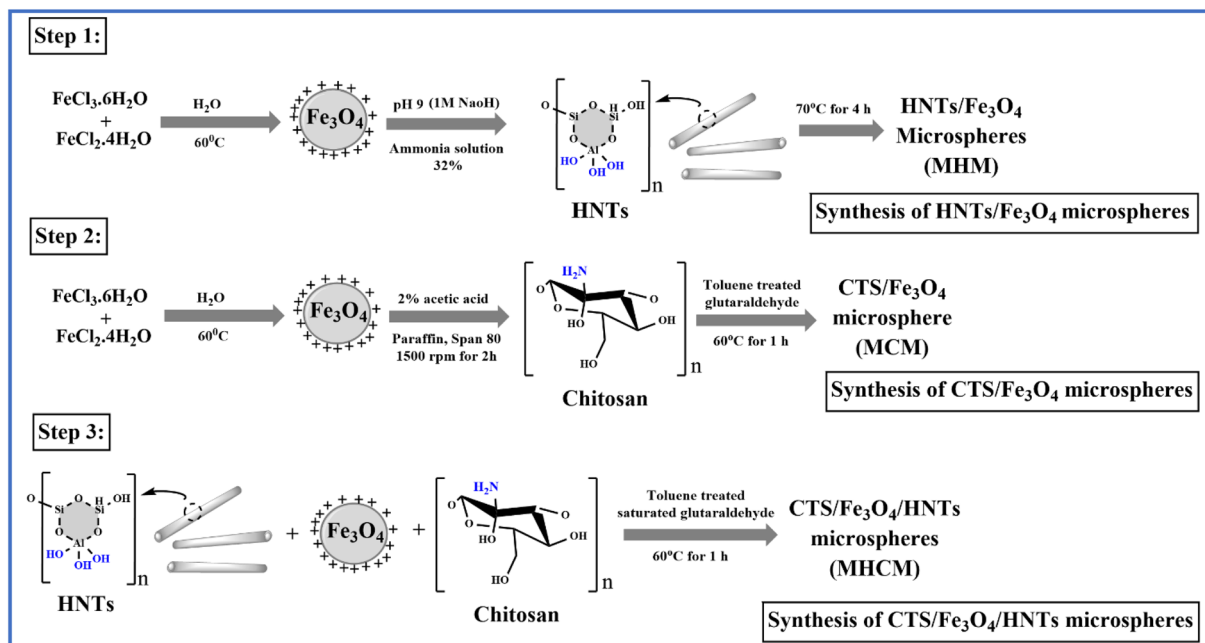 Step 1:
FeCl₃.6H₂O
+
FeCl₂.4H₂O
H₂O
60⁰C
Fe₃O₄
pH 9 (1M NaoH)
Ammonia solution
32%
O Si O Si H OH
O O
Al
HO OH OH
n
HNTs
70°C for 4 h
HNTs/Fe₃O₄
Microspheres
(MHM)
Synthesis of HNTs/Fe₃O₄ microspheres
Step 2:
FeCl₃.6H₂O
+
FeCl₂.4H₂O
H₂O
60⁰C
Fe₃O₄
2% acetic acid
Paraffin, Span 80
1500 rpm for 2h
H₂N
O O
O
HO OH
HO
n
Chitosan
Toluene treated
glutaraldehyde
60°C for 1 h
CTS/Fe₃O₄
microsphere
(MCM)
Synthesis of CTS/Fe₃O₄ microspheres
Step 3:
O Si O Si H OH
O O
Al
HO OH OH
n
HNTs
+
Fe₃O₄
+
H₂N
O O
O
HO OH
HO
n
Chitosan
Toluene treated
saturated glutaraldehyde
60°C for 1 h
CTS/Fe₃O₄/HNTs
microspheres
(MHCM)
Synthesis of CTS/Fe₃O₄/HNTs microspheres